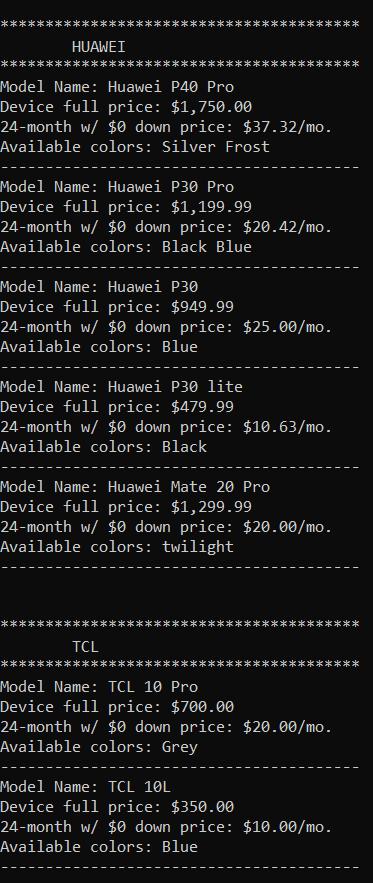 ****************************************
HUAWEI
****************************************
Model Name: Huawei P40 Pro
Device full price: $1,750.00
24-month w/ $0 down price: $37.32/mo.
Available colors: Silver Frost
----------------------------------------
Model Name: Huawei P30 Pro
Device full price: $1,199.99
24-month w/ $0 down price: $20.42/mo.
Available colors: Black Blue
----------------------------------------
Model Name: Huawei P30
Device full price: $949.99
24-month w/ $0 down price: $25.00/mo.
Available colors: Blue
----------------------------------------
Model Name: Huawei P30 lite
Device full price: $479.99
24-month w/ $0 down price: $10.63/mo.
Available colors: Black
----------------------------------------
Model Name: Huawei Mate 20 Pro
Device full price: $1,299.99
24-month w/ $0 down price: $20.00/mo.
Available colors: twilight
----------------------------------------
****************************************
TCL
****************************************
Model Name: TCL 10 Pro
Device full price: $700.00
24-month w/ $0 down price: $20.00/mo.
Available colors: Grey
----------------------------------------
Model Name: TCL 10L
Device full price: $350.00
24-month w/ $0 down price: $10.00/mo.
Available colors: Blue
----------------------------------------